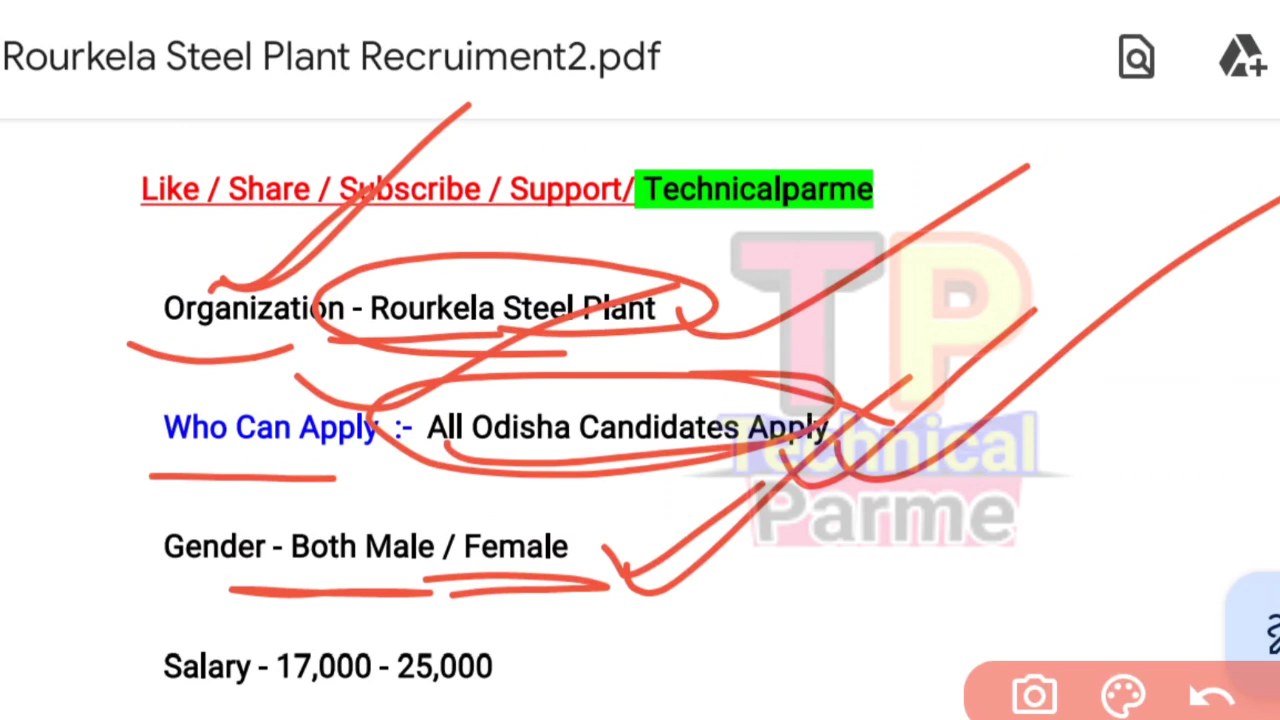 Rourkela Steel Plant Recruiment2.pdf
Like / Share / Subscribe / Support/ Technicalparme
Organization - Rourkela Steel Plant
Who Can Apply :- All Odisha Candidates Apply
Gender - Both Male / Female
Salary - 17,000 - 25,000
TP
Technical
Parme